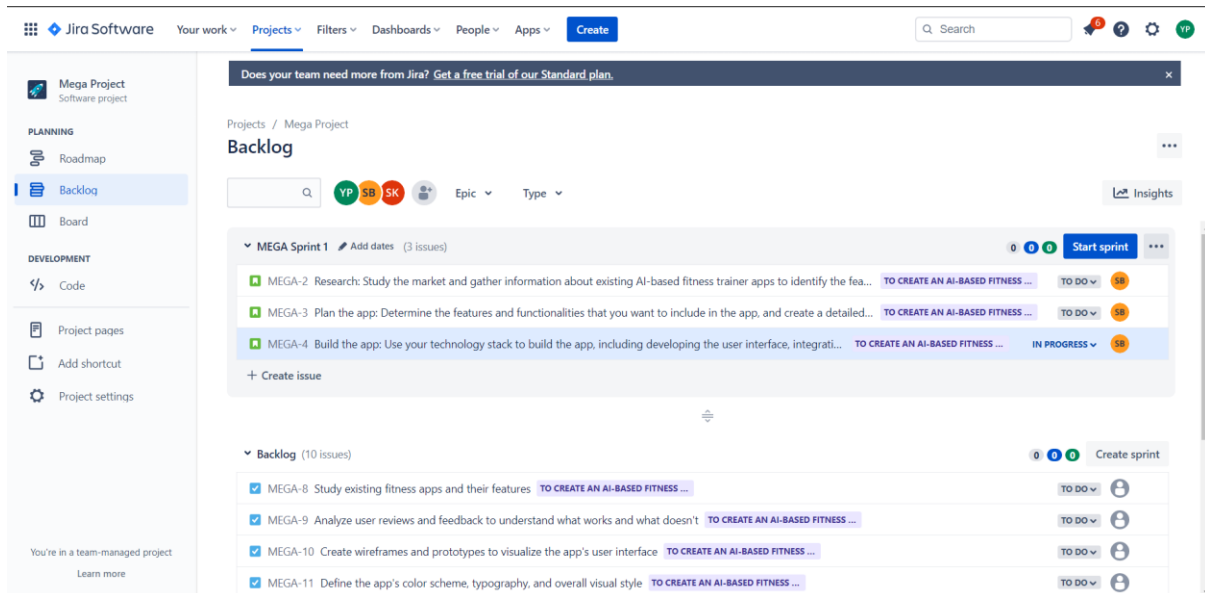 Jira Software Your work Projects Filters Dashboards People Apps Create Search 6 YP
Does your team need more from Jira? Get a free trial of our Standard plan.
Mega Project
Software project
PLANNING
Roadmap
Backlog
Board
DEVELOPMENT
Code
Project pages
Add shortcut
Project settings
You're in a team-managed project
Learn more
Projects / Mega Project
Backlog
YP SB SK Epic Type Insights
MEGA Sprint 1 Add dates (3 issues) 0 0 0 Start sprint
MEGA-2 Research: Study the market and gather information about existing AI-based fitness trainer apps to identify the fea... TO CREATE AN AI-BASED FITNESS ... TO DO SB
MEGA-3 Plan the app: Determine the features and functionalities that you want to include in the app, and create a detailed... TO CREATE AN AI-BASED FITNESS ... TO DO SB
MEGA-4 Build the app: Use your technology stack to build the app, including developing the user interface, integrati... TO CREATE AN AI-BASED FITNESS ... IN PROGRESS SB
+ Create issue
Backlog (10 issues) 0 0 0 Create sprint
MEGA-8 Study existing fitness apps and their features TO CREATE AN AI-BASED FITNESS ... TO DO
MEGA-9 Analyze user reviews and feedback to understand what works and what doesn't TO CREATE AN AI-BASED FITNESS ... TO DO
MEGA-10 Create wireframes and prototypes to visualize the app's user interface TO CREATE AN AI-BASED FITNESS ... TO DO
MEGA-11 Define the app's color scheme, typography, and overall visual style TO CREATE AN AI-BASED FITNESS ... TO DO